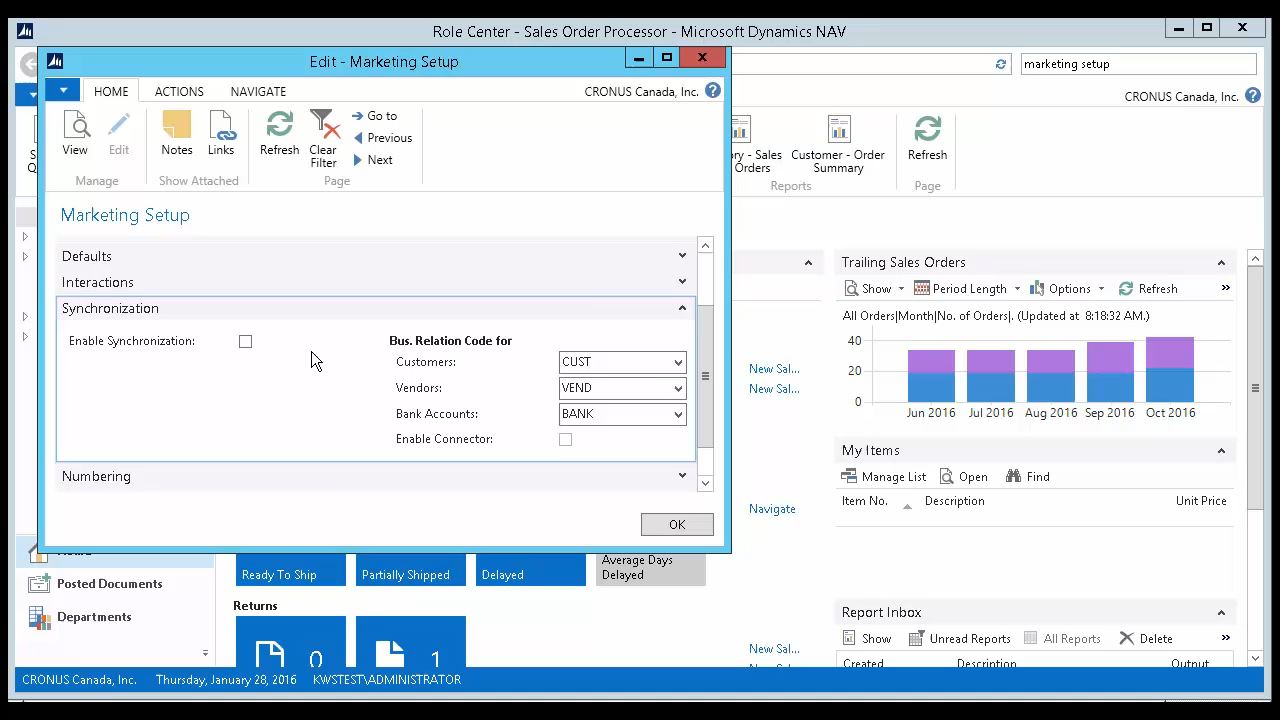 Role Center - Sales Order Processor - Microsoft Dynamics NAV
Edit - Marketing Setup
marketing setup
HOME
ACTIONS
NAVIGATE
CRONUS Canada, Inc.
CRONUS Canada, Inc.
View
Edit
Manage
Notes
Links
Show Attached
Refresh
Clear
Filter
Go to
Previous
Next
Page
ry - Sales
Orders
Customer - Order
Summary
Reports
Refresh
Page
Marketing Setup
Defaults
Interactions
Synchronization
Enable Synchronization:
Bus. Relation Code for
Customers:
CUST
Vendors:
VEND
Bank Accounts:
BANK
Enable Connector:
Numbering
OK
Trailing Sales Orders
Show
Period Length
Options
Refresh
All Orders|Month|No. of Orders|. (Updated at 8:18:32 AM.)
40
20
0
Jun 2016
Jul 2016
Aug 2016
Sep 2016
Oct 2016
New Sal...
New Sal...
My Items
Manage List
Open
Find
Item No.
Description
Unit Price
Navigate
Ready To Ship
Partially Shipped
Delayed
Average Days
Delayed
Posted Documents
Departments
Returns
0
1
New Sal...
Report Inbox
Show
Unread Reports
All Reports
Delete
Created
Description
Output
CRONUS Canada, Inc.
Thursday, January 28, 2016
KWSTEST\ADMINISTRATOR